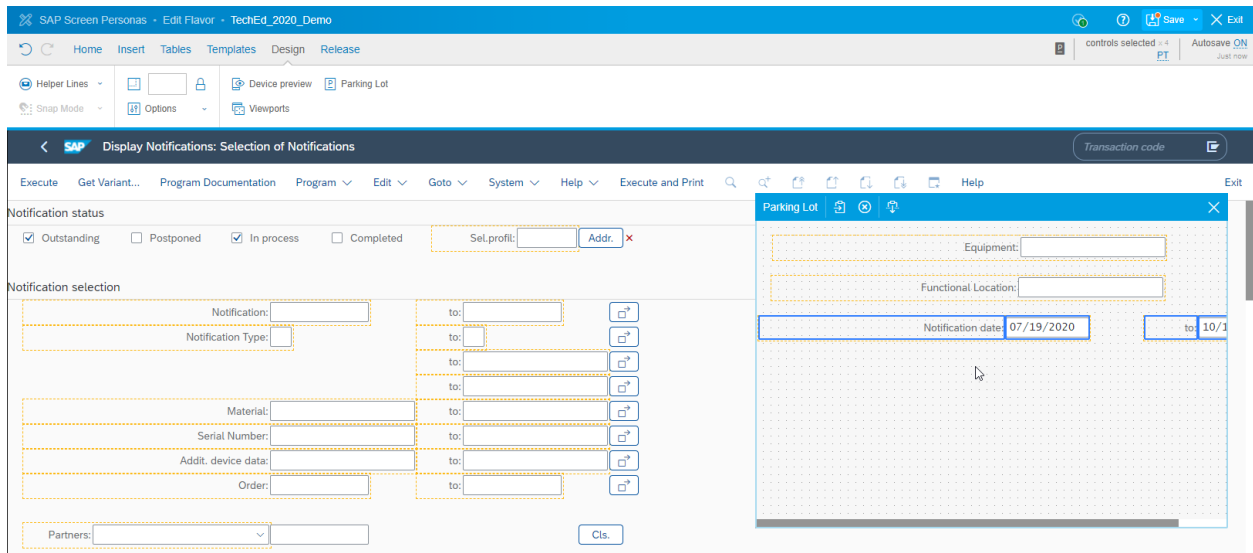 SAP Screen Personas • Edit Flavor • TechEd_2020_Demo Save Exit
Home Insert Tables Templates Design Release controls selected × 4 Autosave ON
PT Just now
Helper Lines Device preview Parking Lot
Snap Mode Options Viewports
SAP Display Notifications: Selection of Notifications Transaction code
Execute Get Variant... Program Documentation Program Edit Goto System Help Execute and Print Help Exit
Notification status
Outstanding Postponed In process Completed Sel.profil: Addr.
Notification selection
Notification: to:
Notification Type: to:
to:
to:
Material: to:
Serial Number: to:
Addit. device data: to:
Order: to:
Partners: Cls.
Parking Lot
Equipment:
Functional Location:
Notification date: 07/19/2020 to: 10/1